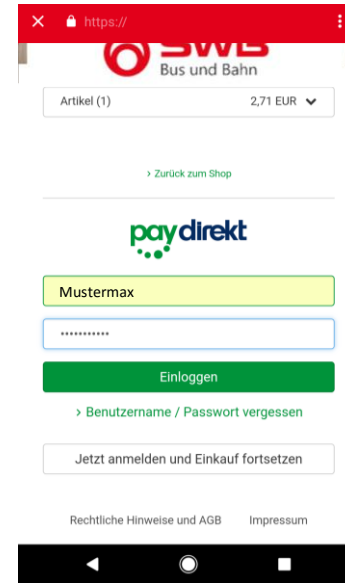 https://
SWB
Bus und Bahn
Artikel (1) 2,71 EUR
› Zurück zum Shop
paydirekt
Mustermax
•••••••••••
Einloggen
› Benutzername / Passwort vergessen
Jetzt anmelden und Einkauf fortsetzen
Rechtliche Hinweise und AGB Impressum